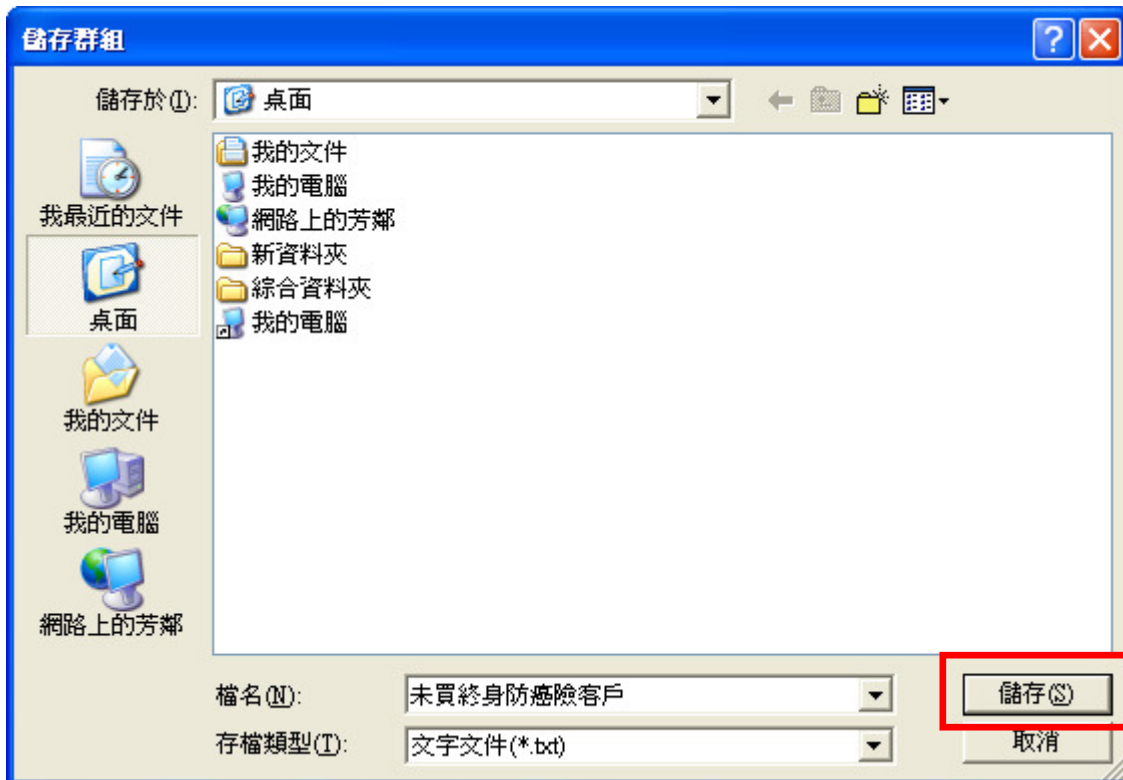 儲存群組
儲存於(I): 桌面
我的文件
我的電腦
網路上的芳鄰
新資料夾
綜合資料夾
我的電腦
我最近的文件
桌面
我的文件
我的電腦
網路上的芳鄰
檔名(N): 未買終身防癌險客戶 儲存(S)
存檔類型(T): 文字文件(*.txt) 取消